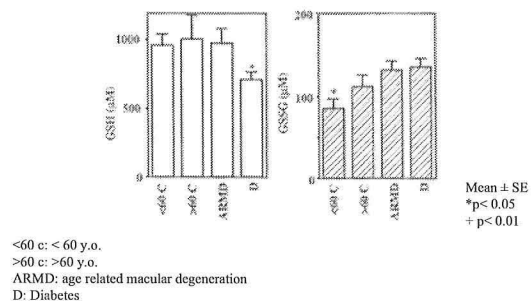 GSH (μM)
1000
500
0
*
<60 C
>60 C
ARMD
D
GSSG (μM)
200
100
0
*
<60 C
>60 C
ARMD
D
Mean ± SE
*p< 0.05
+ p< 0.01
<60 c: < 60 y.o.
>60 c: >60 y.o.
ARMD: age related macular degeneration
D: Diabetes